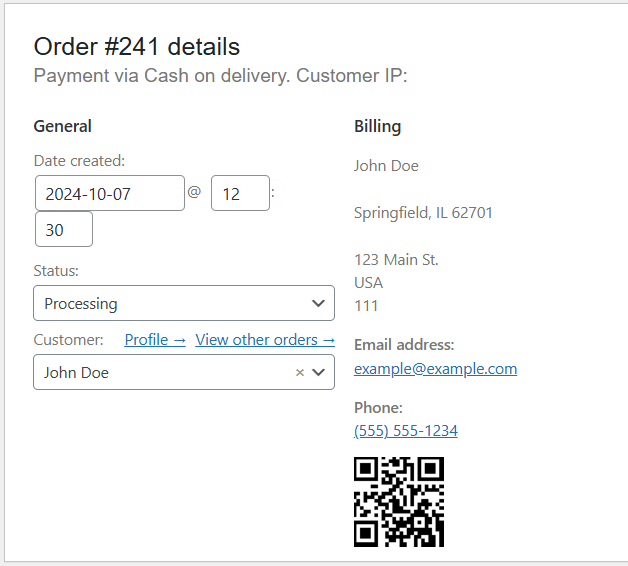 Order #241 details
Payment via Cash on delivery. Customer IP:
General
Date created:
2024-10-07 @ 12 :
30
Status:
Processing
Customer: Profile → View other orders →
John Doe × 
Billing
John Doe
Springfield, IL 62701
123 Main St.
USA
111
Email address:
example@example.com
Phone:
(555) 555-1234